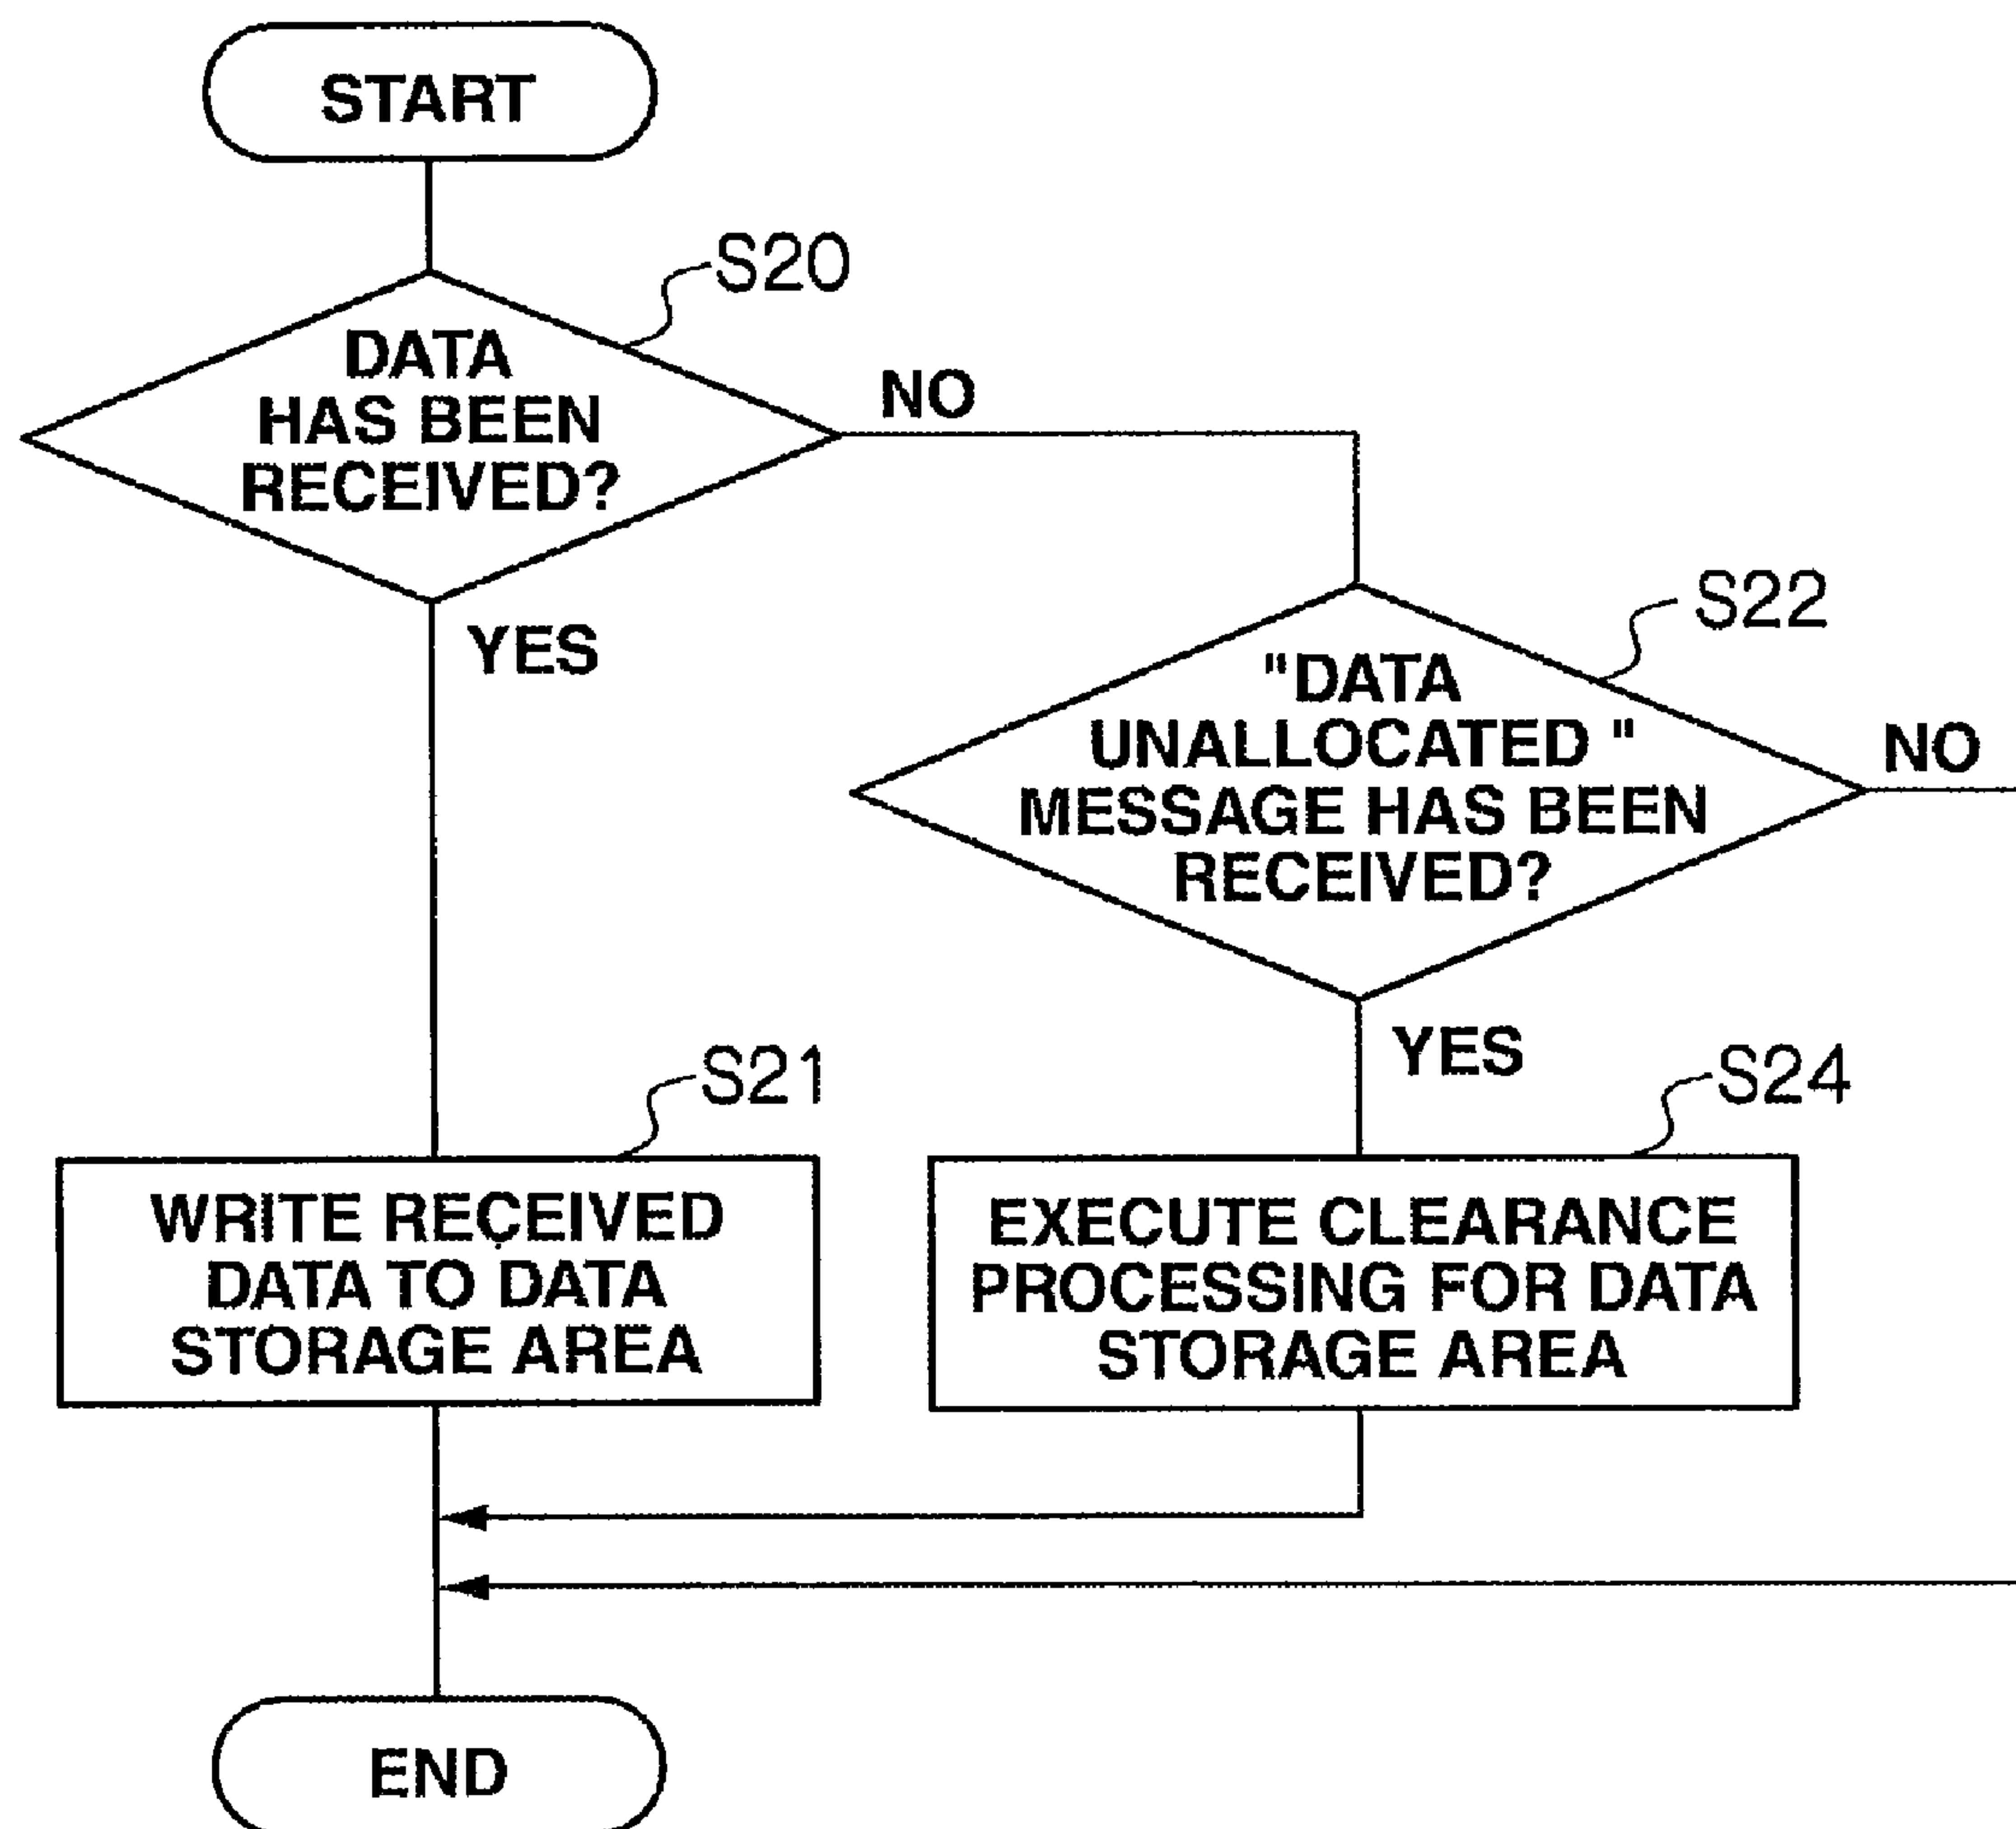 START
S20
DATA
HAS BEEN
RECEIVED?
NO
YES
S22
"DATA
UNALLOCATED "
MESSAGE HAS BEEN
RECEIVED?
NO
YES
S21
WRITE RECEIVED
DATA TO DATA
STORAGE AREA
S24
EXECUTE CLEARANCE
PROCESSING FOR DATA
STORAGE AREA
END